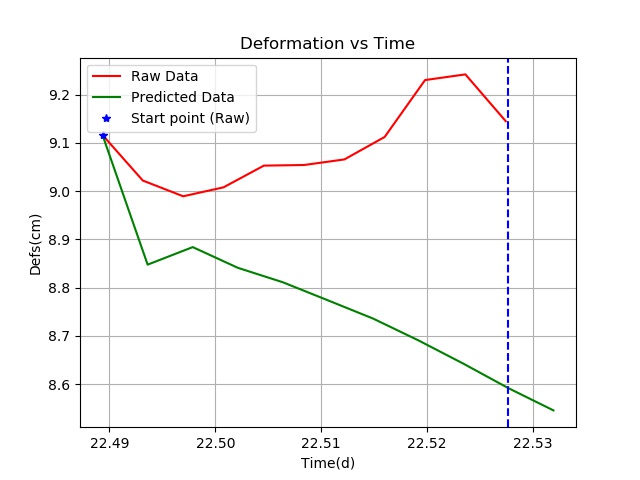 Deformation vs Time
Raw Data
Predicted Data
Start point (Raw)
9.2
9.1
9.0
8.9
8.8
8.7
8.6
Defs(cm)
22.49 22.50 22.51 22.52 22.53
Time(d)